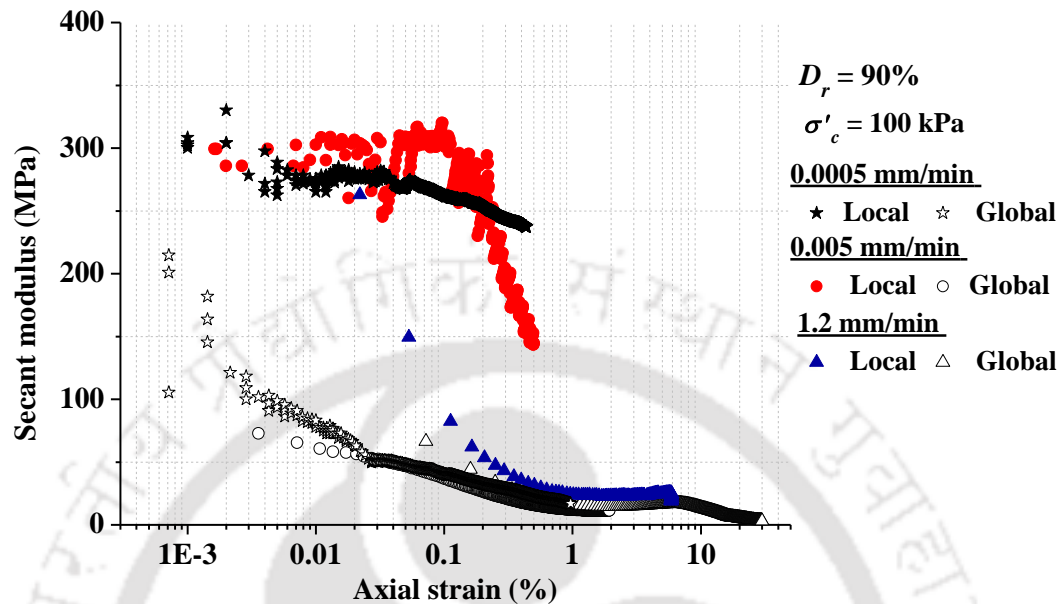 400
300
200
100
0
Secant modulus (MPa)
1E-3 0.01 0.1 1 10
Axial strain (%)
D_r = 90%
σ'_c = 100 kPa
0.0005 mm/min
Local Global
0.005 mm/min
Local Global
1.2 mm/min
Local Global